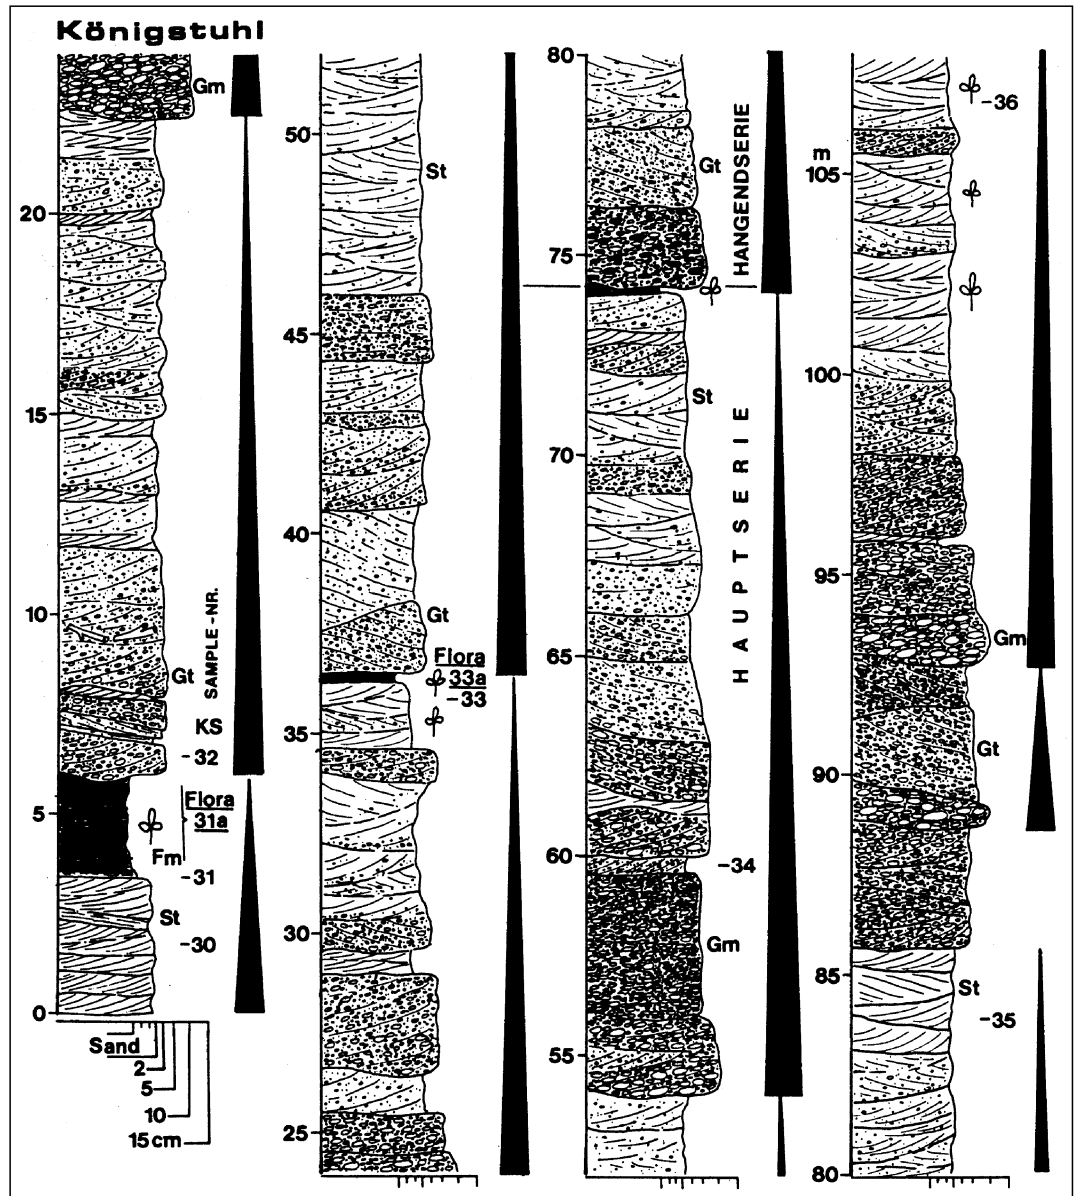 Königstuhl
Gm
20
15
10
SAMPLE-NR.
Gt
KS
-32
5
Flora
31a
Fm
-31
St
-30
0
Sand
2
5
10
15 cm
50
St
45
40
Gt
Flora
33a
-33
35
30
25
80
HANGENDSERIE
Gt
75
St
70
HAUPTSERIE
65
60
-34
Gm
55
-36
m
105
100
95
Gm
Gt
90
85
St
-35
80